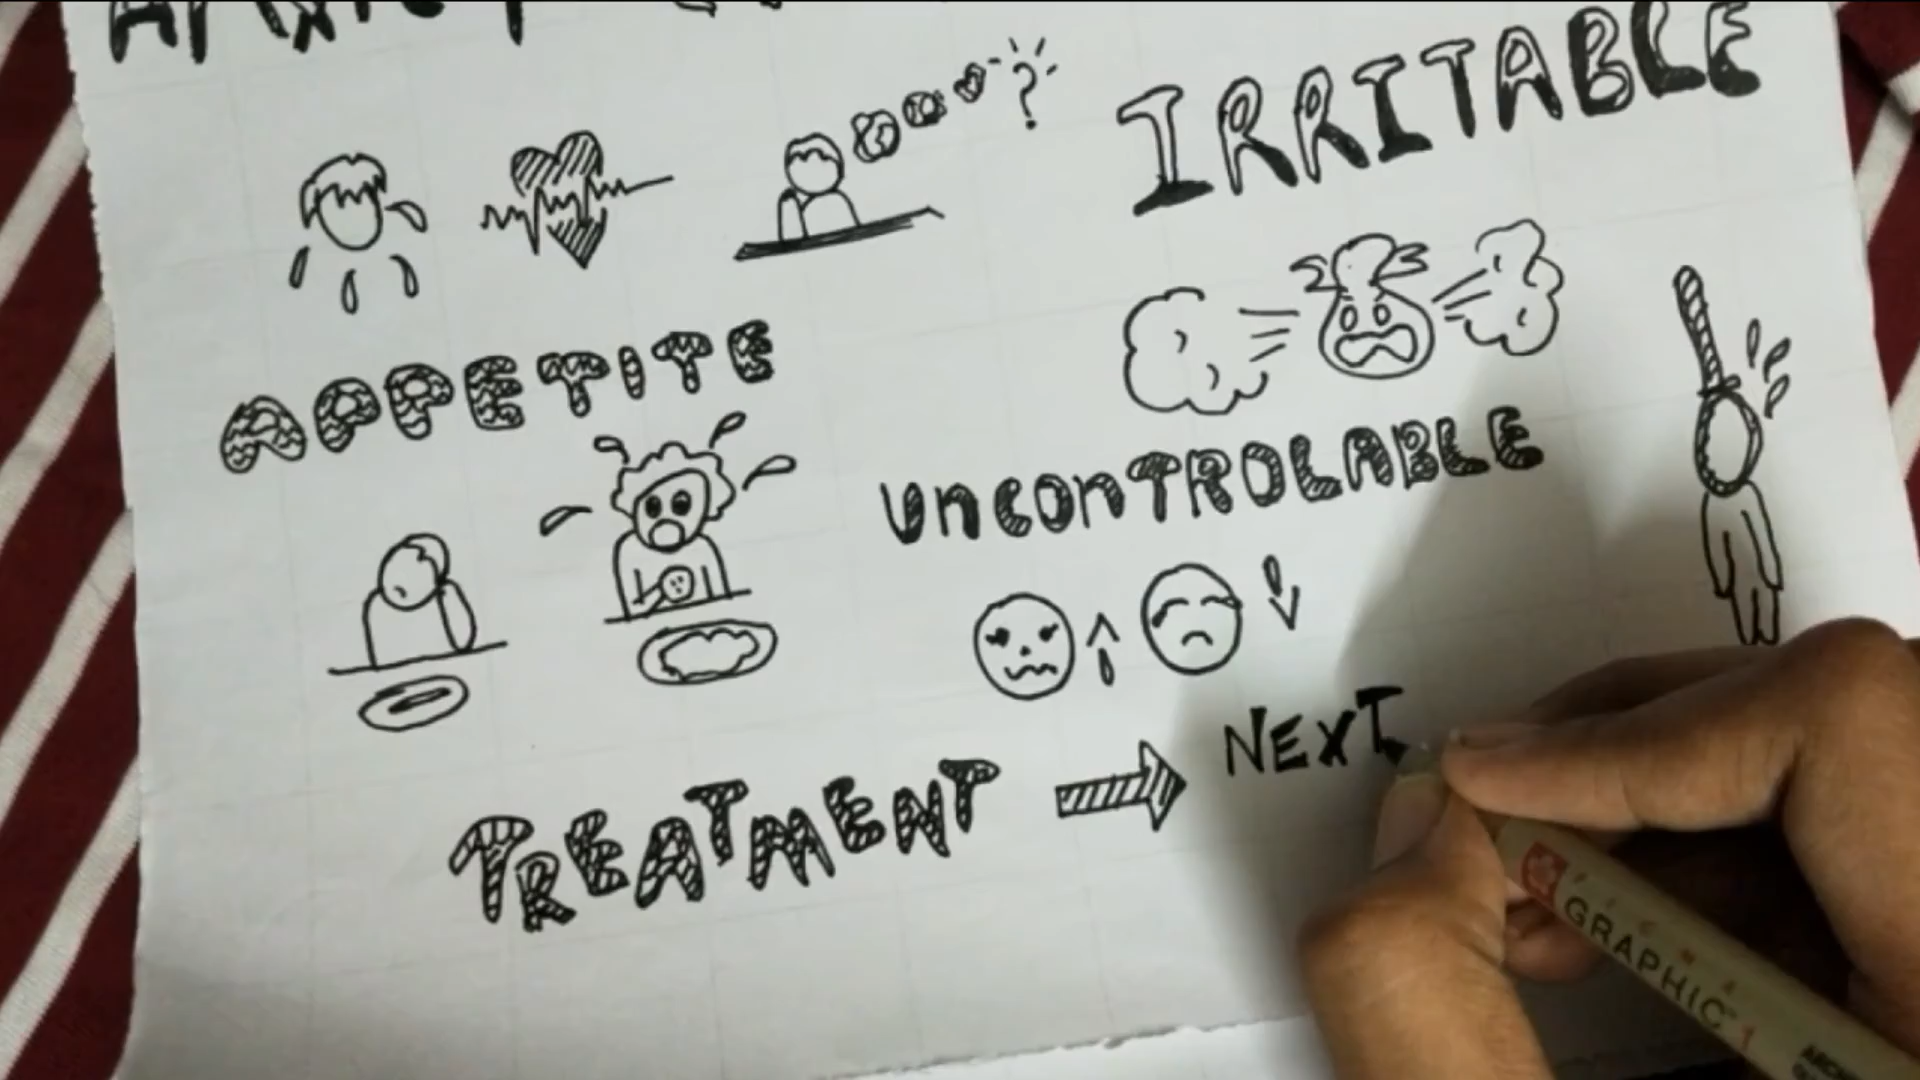 IRRITABLE
APPETITE
UNCONTROLABLE
TREATMENT → NEXT
GRAPHIC 1